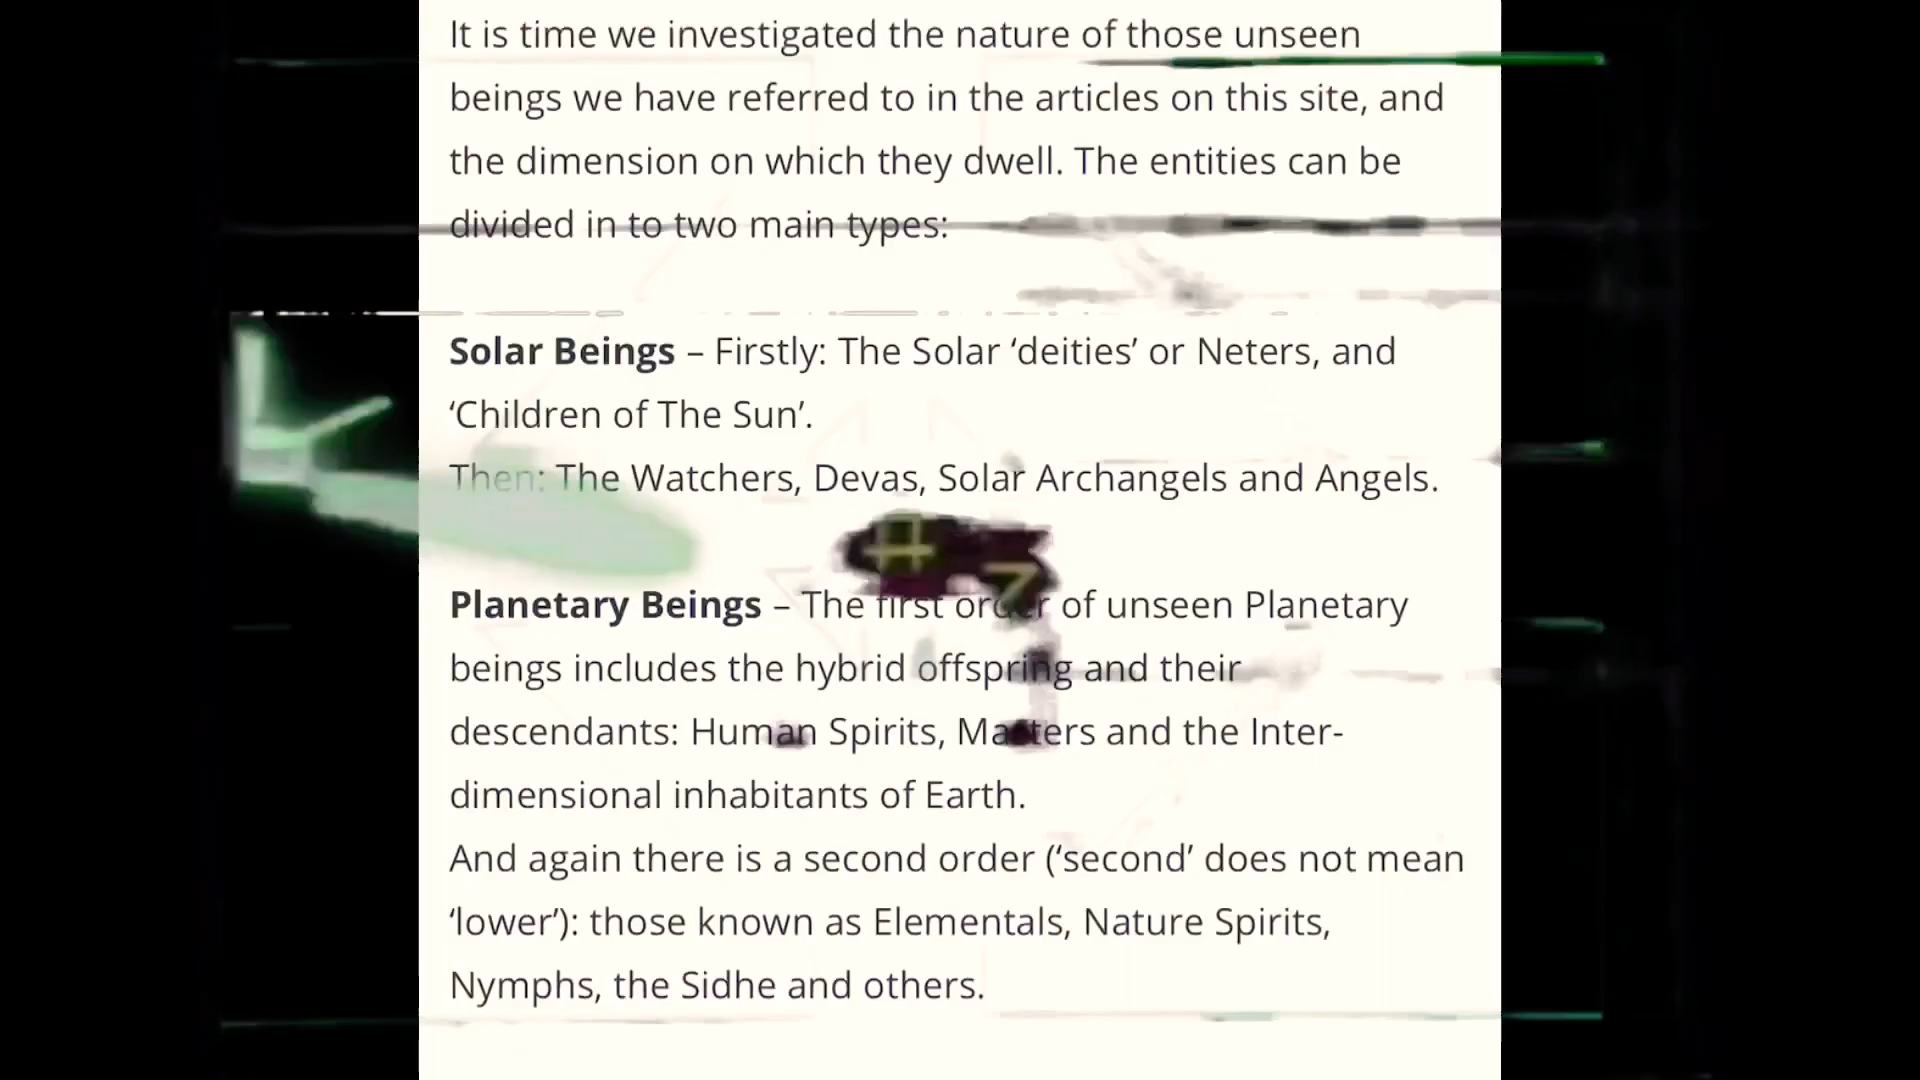 It is time we investigated the nature of those unseen
beings we have referred to in the articles on this site, and
the dimension on which they dwell. The entities can be
divided in to two main types:
Solar Beings – Firstly: The Solar ‘deities’ or Neters, and
‘Children of The Sun’.
Then: The Watchers, Devas, Solar Archangels and Angels.
Planetary Beings – The first order of unseen Planetary
beings includes the hybrid offspring and their
descendants: Human Spirits, Masters and the Inter-
dimensional inhabitants of Earth.
And again there is a second order (‘second’ does not mean
‘lower’): those known as Elementals, Nature Spirits,
Nymphs, the Sidhe and others.